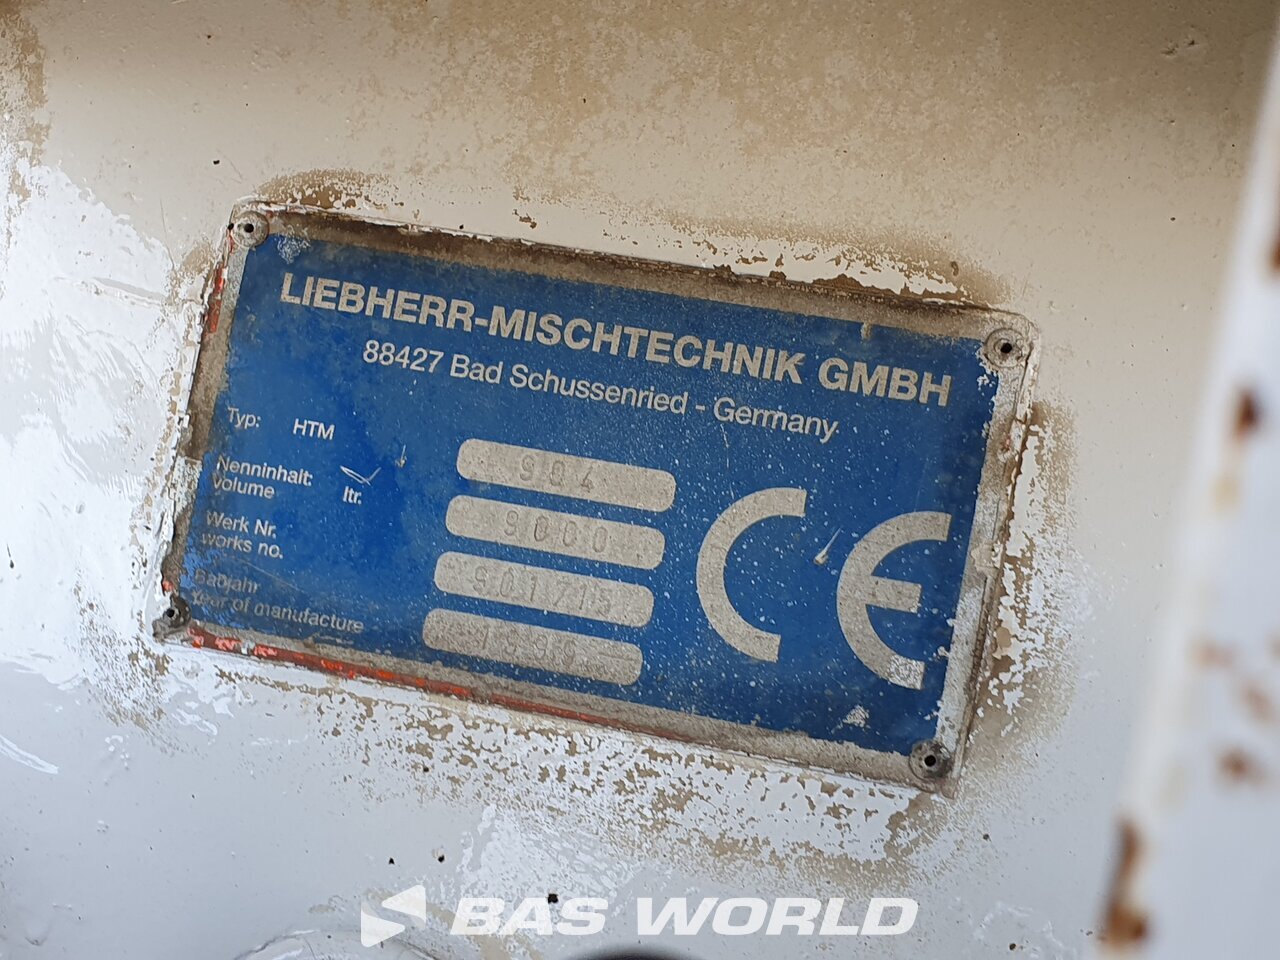 LIEBHERR-MISCHTECHNIK GMBH
88427 Bad Schussenried - Germany
Typ: HTM 904
Nenninhalt: ltr. 9000
Volume
Werk Nr. 901715
works no.
Baujahr
Year of manufacture
CE
BAS WORLD